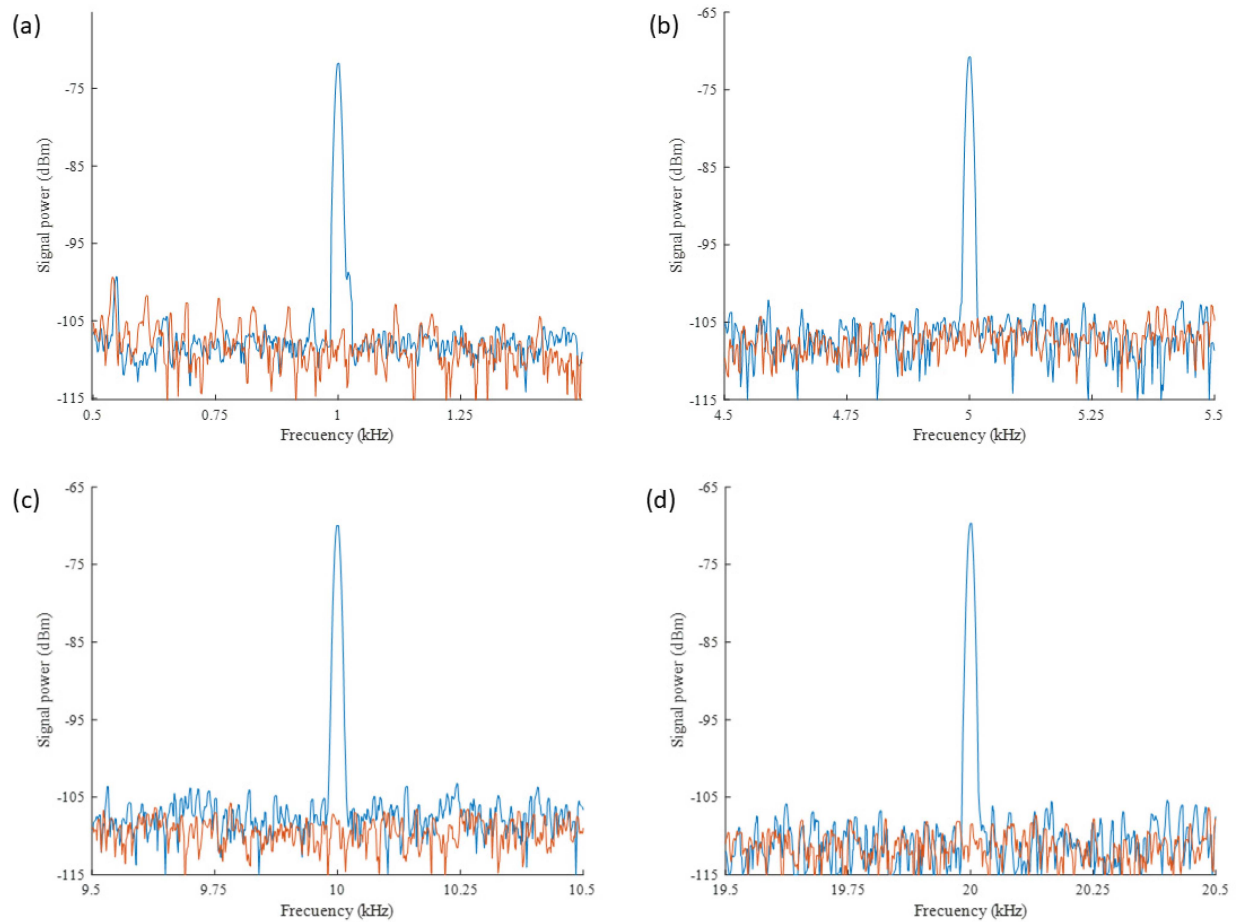 (a)
-75
-85
-95
-105
-115
Signal power (dBm)
0.5 0.75 1 1.25
Frecuency (kHz)
(b)
-65
-75
-85
-95
-105
-115
Signal power (dBm)
4.5 4.75 5 5.25 5.5
Frecuency (kHz)
(c)
-65
-75
-85
-95
-105
-115
Signal power (dBm)
9.5 9.75 10 10.25 10.5
Frecuency (kHz)
(d)
-65
-75
-85
-95
-105
-115
Signal power (dBm)
19.5 19.75 20 20.25 20.5
Frecuency (kHz)